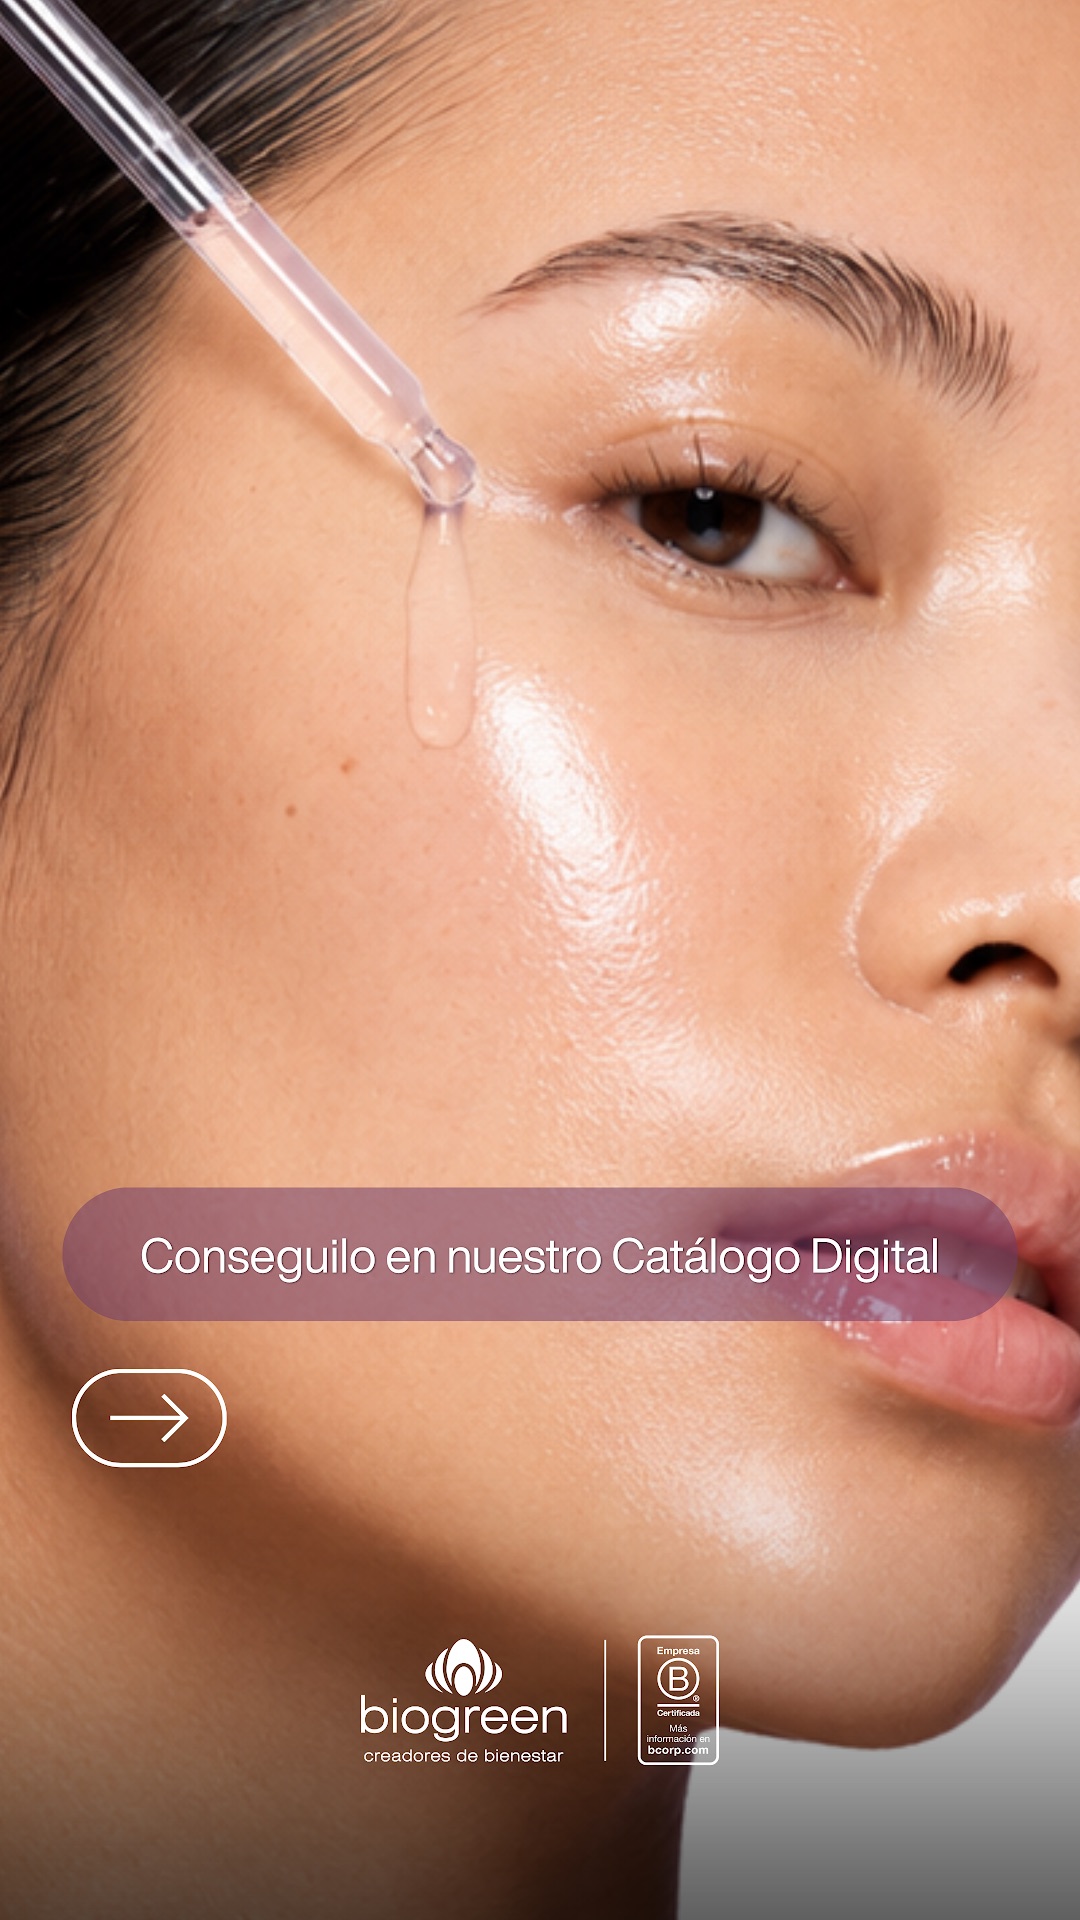 Conseguilo en nuestro Catálogo Digital
biogreen
creadores de bienestar
Empresa
B
®
Certificada
Más
información en
bcorp.com